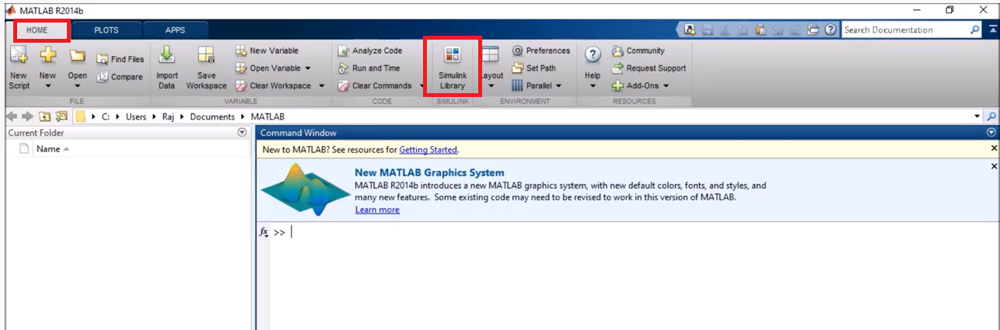 MATLAB R2014b
HOME PLOTS APPS
Search Documentation
New Script
New
Open
Find Files
Compare
FILE
Import Data
Save Workspace
New Variable
Open Variable
Clear Workspace
VARIABLE
Analyze Code
Run and Time
Clear Commands
CODE
Simulink Library
SIMULINK
ayout
Preferences
Set Path
Parallel
ENVIRONMENT
Help
Community
Request Support
Add-Ons
RESOURCES
C: Users Raj Documents MATLAB
Current Folder
Name
Command Window
New to MATLAB? See resources for Getting Started.
New MATLAB Graphics System
MATLAB R2014b introduces a new MATLAB graphics system, with new default colors, fonts, and styles, and
many new features. Some existing code may need to be revised to work in this version of MATLAB.
Learn more
fx >>